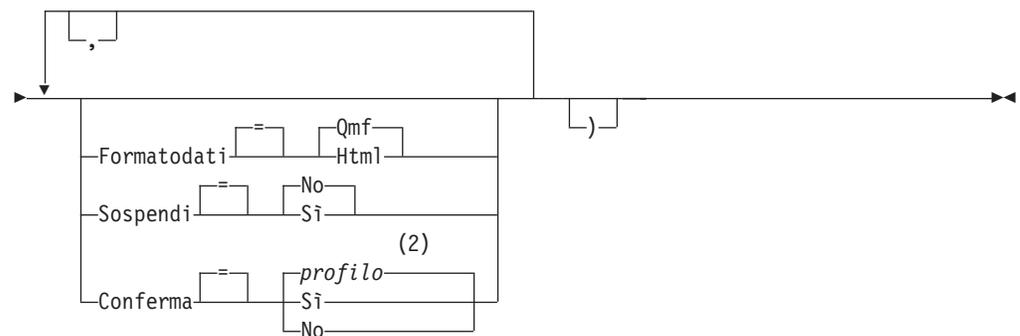 ,
)
= Qmf
Formatodati Html
= No
Sospendi Sì
(2)
= profilo
Conferma Sì
No